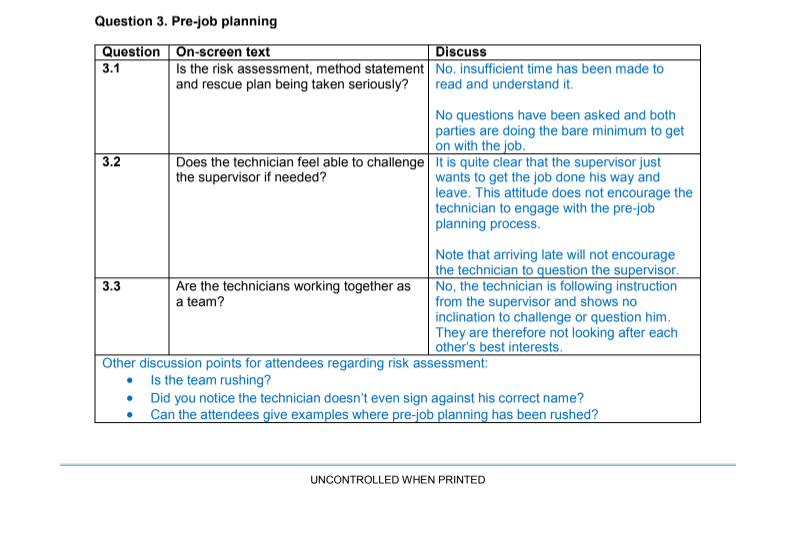 Question 3. Pre-job planning
Question On-screen text Discuss
3.1 Is the risk assessment, method statement and rescue plan being taken seriously?
No. insufficient time has been made to
read and understand it.
No questions have been asked and both
parties are doing the bare minimum to get
on with the job.
3.2 Does the technician feel able to challenge the supervisor if needed?
It is quite clear that the supervisor just
wants to get the job done his way and
leave. This attitude does not encourage the
technician to engage with the pre-job
planning process.
Note that arriving late will not encourage
the technician to question the supervisor.
3.3 Are the technicians working together as a team?
No, the technician is following instruction
from the supervisor and shows no
inclination to challenge or question him.
They are therefore not looking after each
other's best interests.
Other discussion points for attendees regarding risk assessment:
• Is the team rushing?
• Did you notice the technician doesn't even sign against his correct name?
• Can the attendees give examples where pre-job planning has been rushed?
UNCONTROLLED WHEN PRINTED